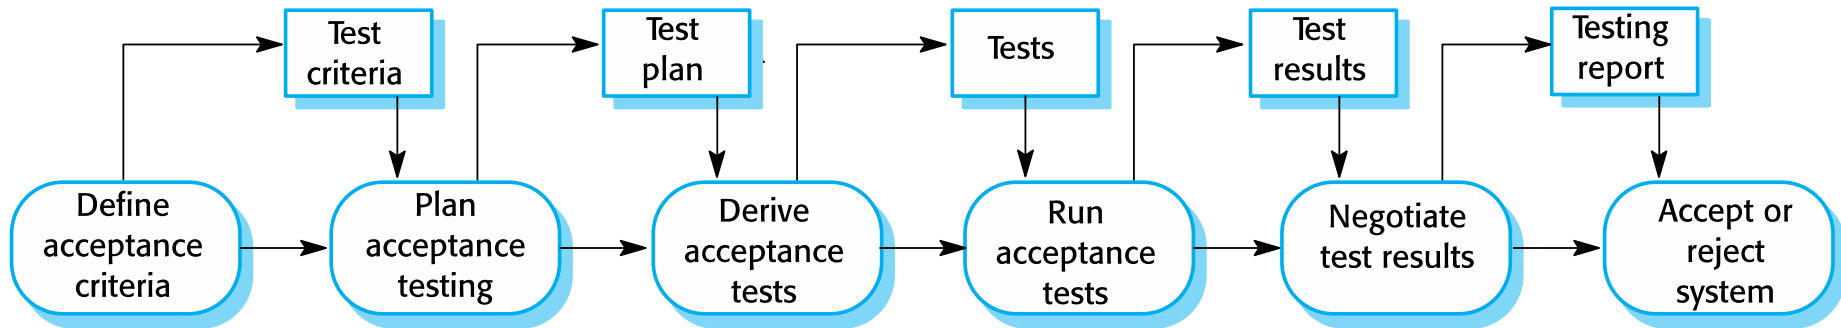 Test
criteria
Test
plan
Tests
Test
results
Testing
report
Define
acceptance
criteria
Plan
acceptance
testing
Derive
acceptance
tests
Run
acceptance
tests
Negotiate
test results
Accept or
reject
system